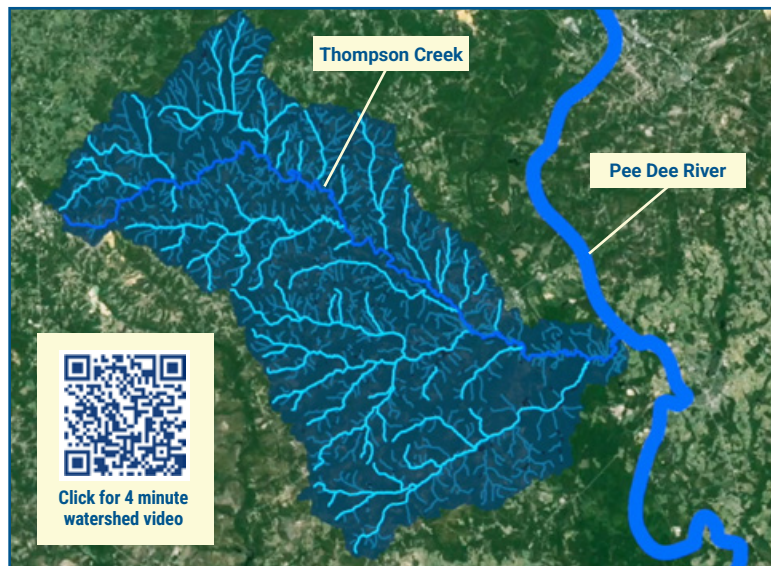 Thompson Creek
Pee Dee River
Click for 4 minute
watershed video